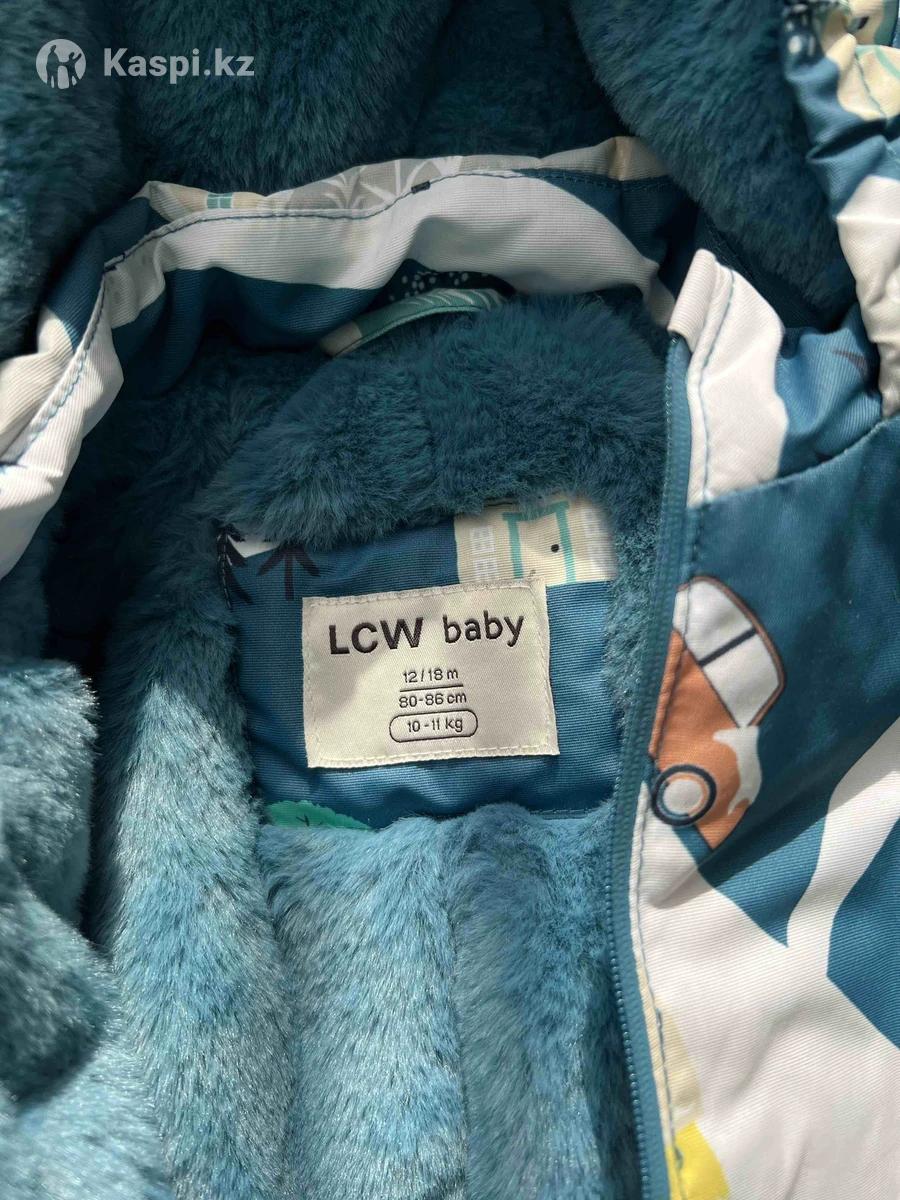 Kaspi.kz
LCW baby
12/18 m
80-86 cm
10-11 kg